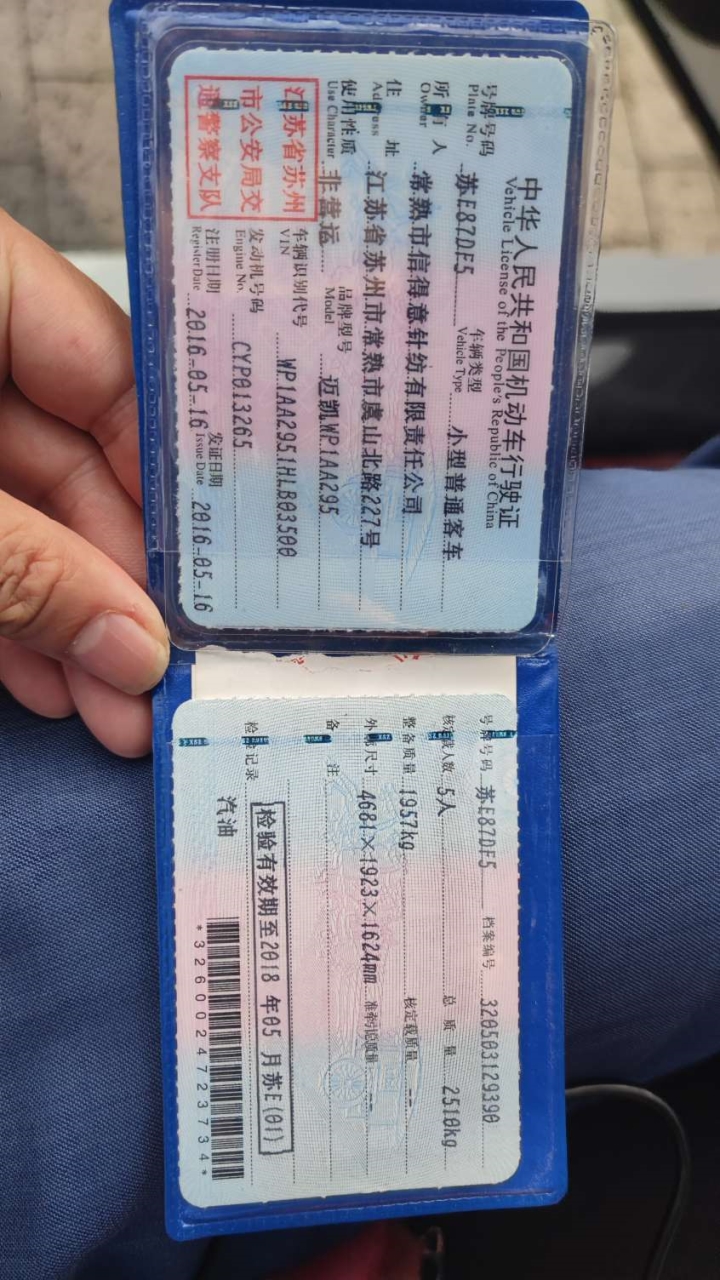 中华人民共和国机动车行驶证
Vehicle License of the People's Republic of China
号牌号码 苏E87DF5 车辆类型 小型普通客车
Plate No. Vehicle Type
所有人 常熟市信得意针纺有限责任公司
Owner
住址 江苏省苏州市常熟市虞山北路227号
Address
使用性质 非营运 品牌型号 迈凯WP1AA295
Use Character Model
江苏省苏州
市公安局交
通警察支队
车辆识别代号 WP1AA2951HLB03500
VIN
发动机号码 CYP013265
Engine No.
注册日期 2016-05-16 发证日期 2016-05-16
Register Date Issue Date
号牌号码 苏E87DF5 档案编号 320503129390
核定载人数 5人 总质量 2510kg
整备质量 1957kg 核定载质量 --
外廓尺寸 4681×1923×1624mm 准牵引总质量 --
备注
检验记录 检验有效期至2018年05月苏E(01)
汽油
*3260024723734*